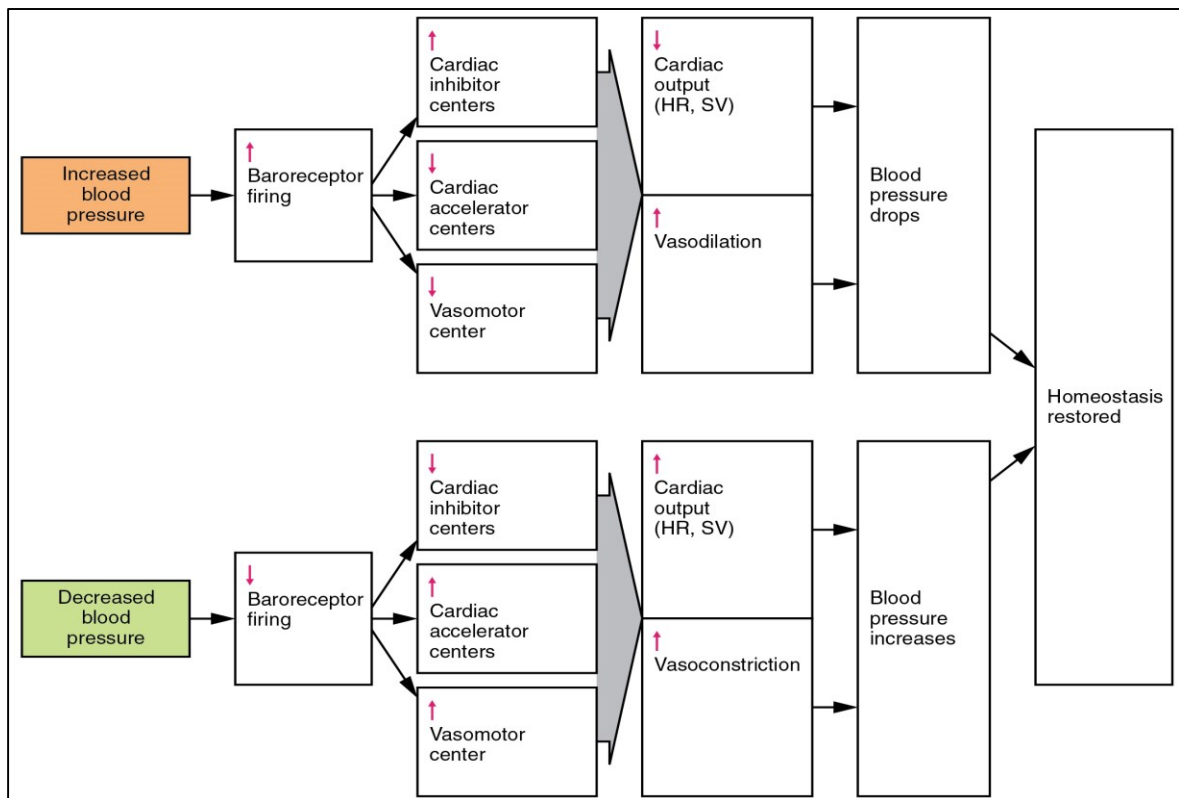 Increased
blood
pressure
↑
Baroreceptor
firing
↑
Cardiac
inhibitor
centers
↓
Cardiac
accelerator
centers
↓
Vasomotor
center
↓
Cardiac
output
(HR, SV)
↑
Vasodilation
Blood
pressure
drops
Homeostasis
restored
Decreased
blood
pressure
↓
Baroreceptor
firing
↓
Cardiac
inhibitor
centers
↑
Cardiac
accelerator
centers
↑
Vasomotor
center
↑
Cardiac
output
(HR, SV)
↑
Vasoconstriction
Blood
pressure
increases